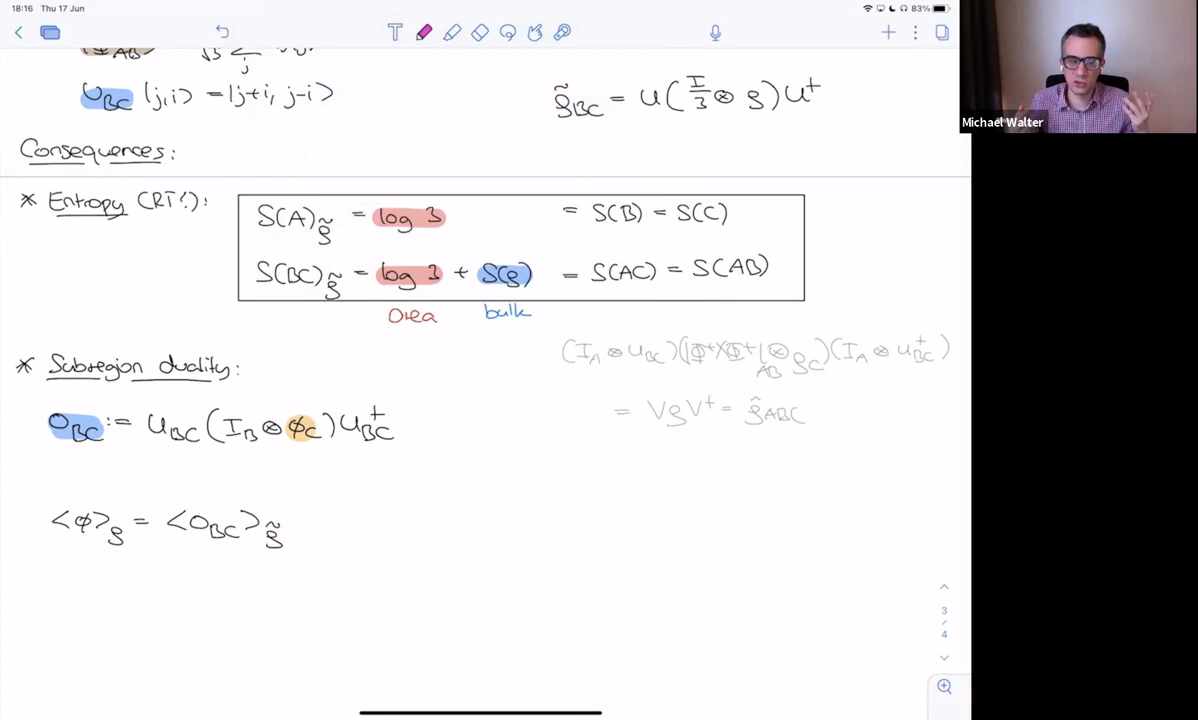 18:16 Thu 17 Jun
83%
U_BC |j,i⟩ = |j+i, j-i⟩
ρ̃_BC = U(I/3 ⊗ ρ)U†
Michael Walter
Consequences:
* Entropy (RT!):
S(A)_ρ̃ = log 3 = S(B) = S(C)
S(BC)_ρ̃ = log 3 + S(ρ) = S(AC) = S(AB)
area bulk
* Subregion duality:
(I_A ⊗ U_BC)(|Φ⁺⟩⟨Φ⁺|_AB ⊗ ρ_C)(I_A ⊗ U_BC†)
= VρV† = ρ̃_ABC
O_BC := U_BC (I_B ⊗ ϕ_C) U_BC†
<ϕ>_ρ = <O_BC>_ρ̃
3
/
4